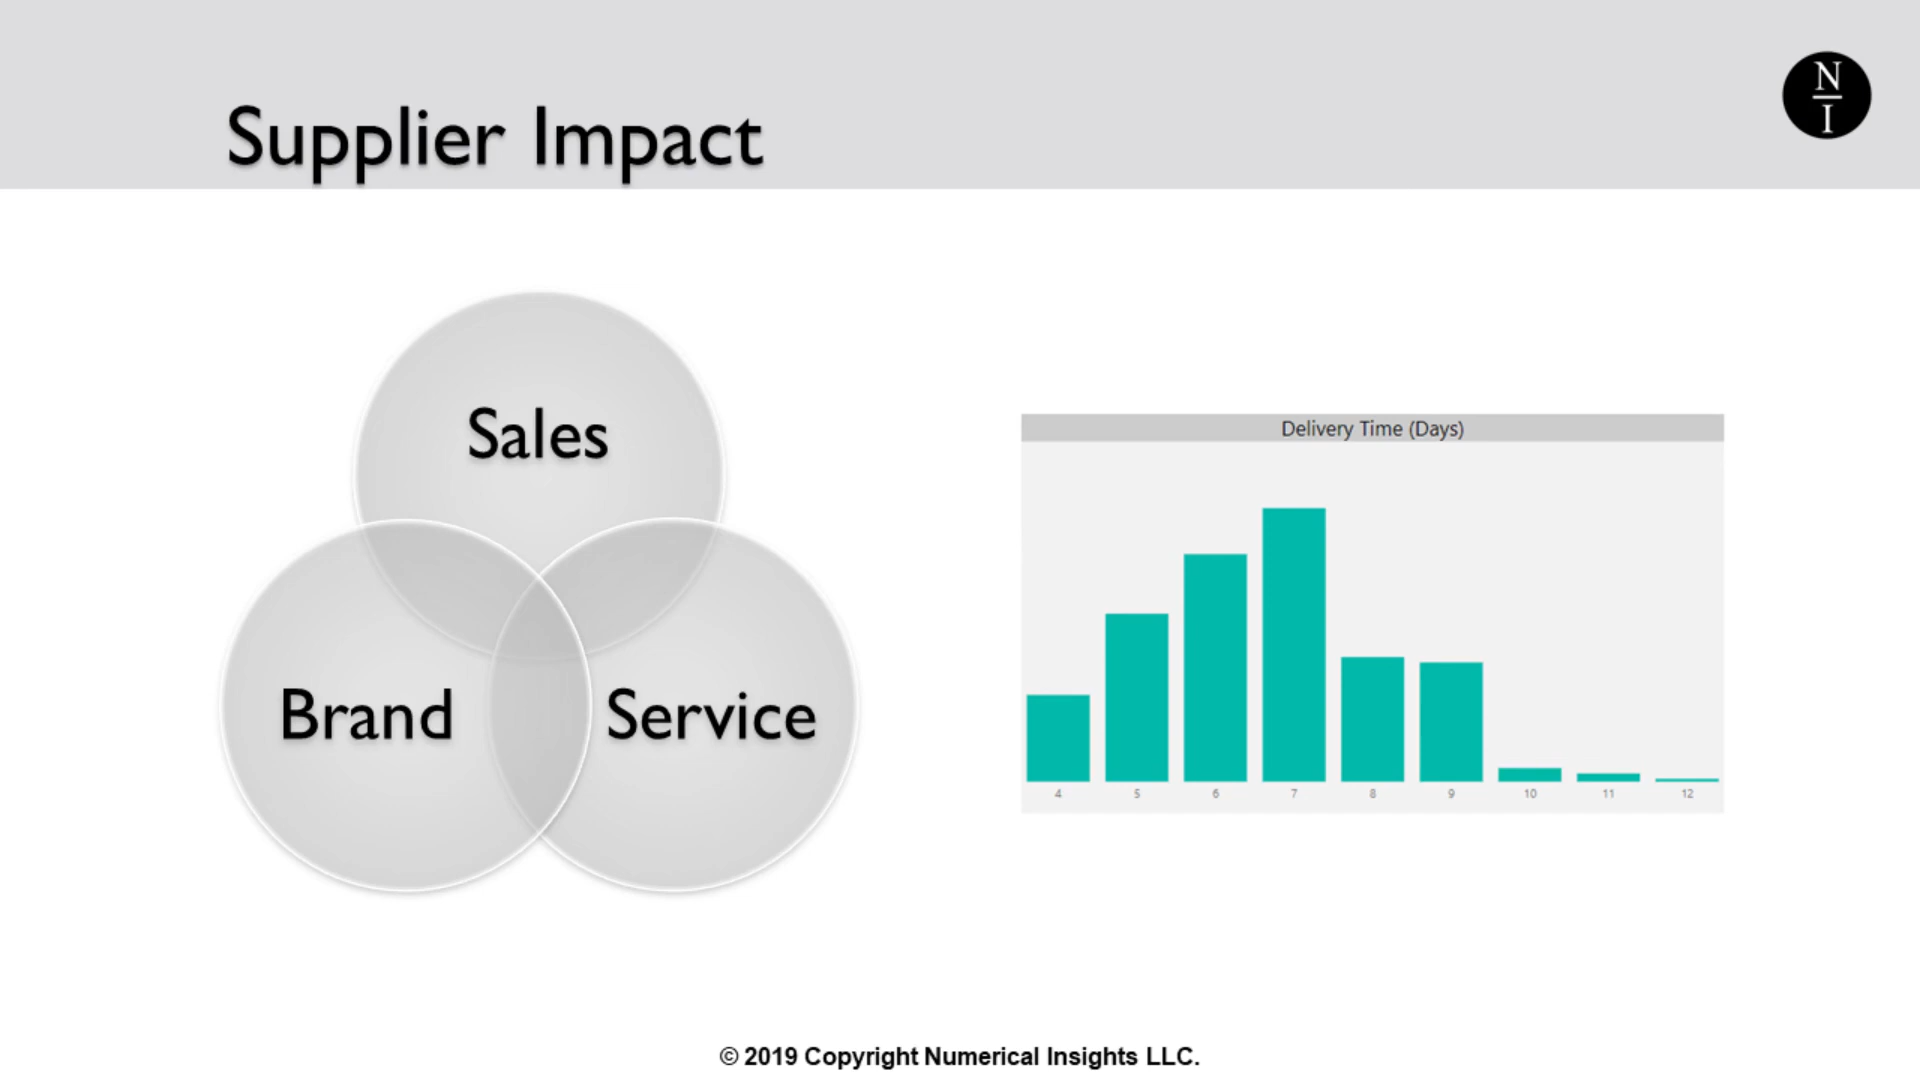 Supplier Impact
N
I
Sales
Brand
Service
Delivery Time (Days)
4 5 6 7 8 9 10 11 12
© 2019 Copyright Numerical Insights LLC.